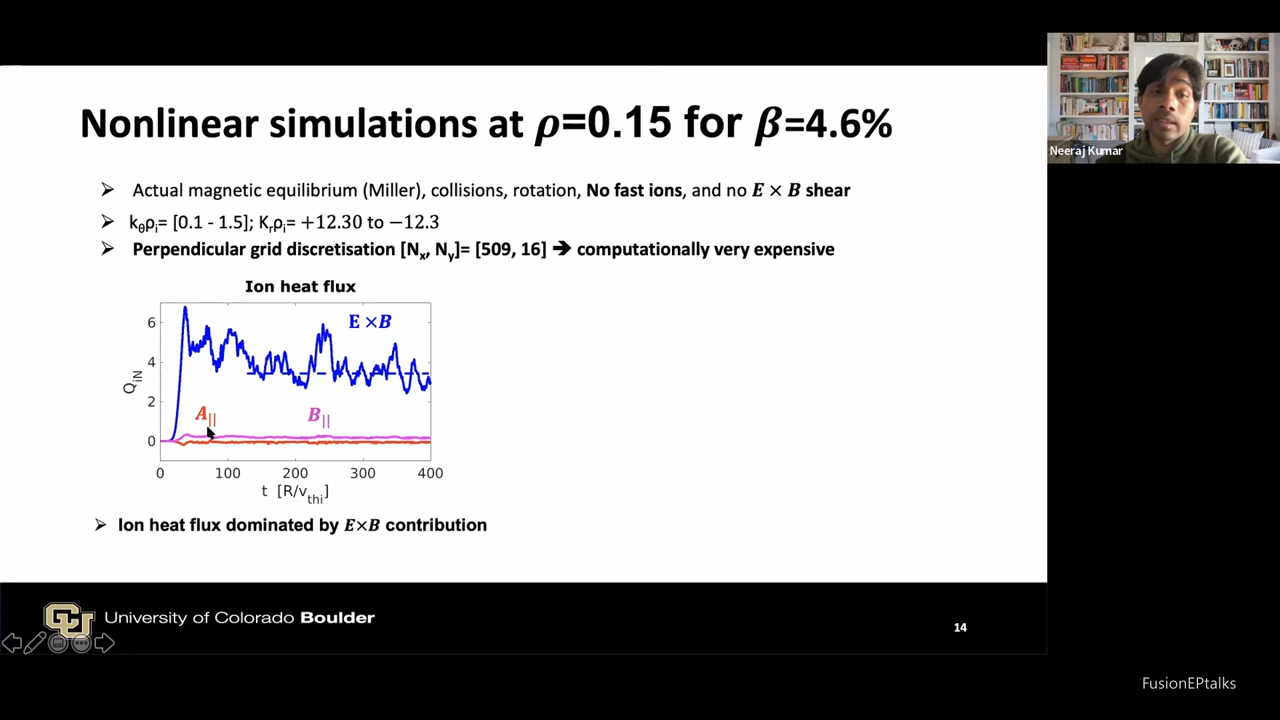 Nonlinear simulations at ρ=0.15 for β=4.6%
Neeraj Kumar
➢ Actual magnetic equilibrium (Miller), collisions, rotation, No fast ions, and no E × B shear
➢ kθρi= [0.1 - 1.5]; Krρi= +12.30 to −12.3
➢ Perpendicular grid discretisation [Nx, Ny]= [509, 16] ➔ computationally very expensive
Ion heat flux
E ×B
A||
B||
QiN
6
4
2
0
0 100 200 300 400
t [R/vthi]
➢ Ion heat flux dominated by E×B contribution
CU
University of Colorado Boulder
14
FusionEPtalks